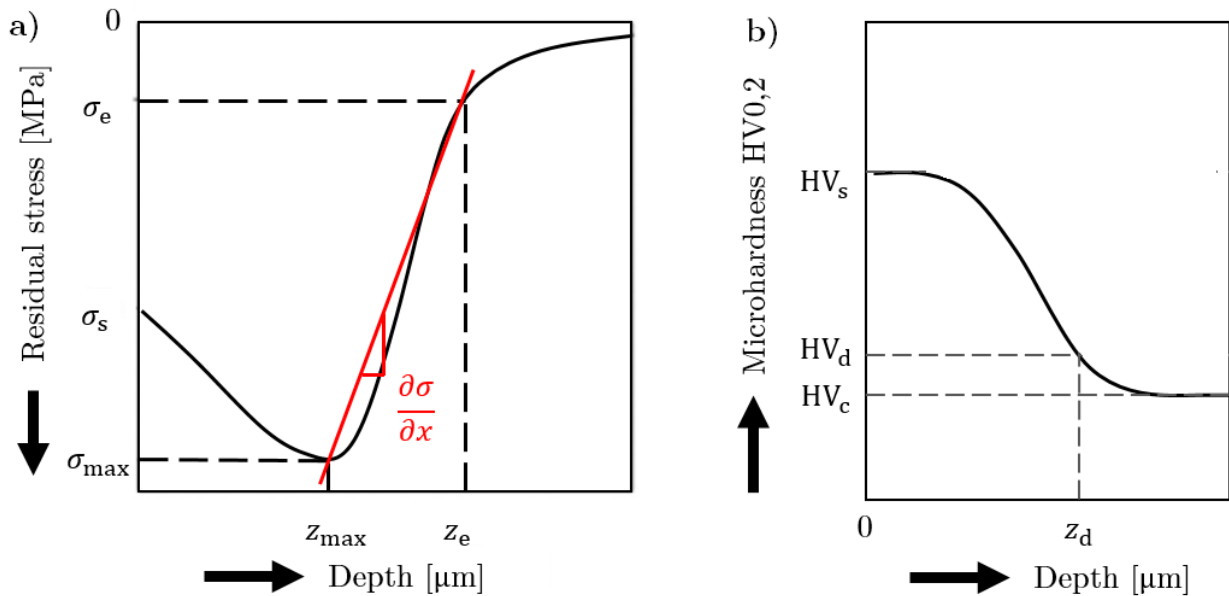 a)
0
σe
σs
σmax
Residual stress [MPa]
∂σ
∂x
zmax
ze
Depth [μm]
b)
Microhardness HV0,2
HVs
HVd
HVc
0
zd
Depth [μm]